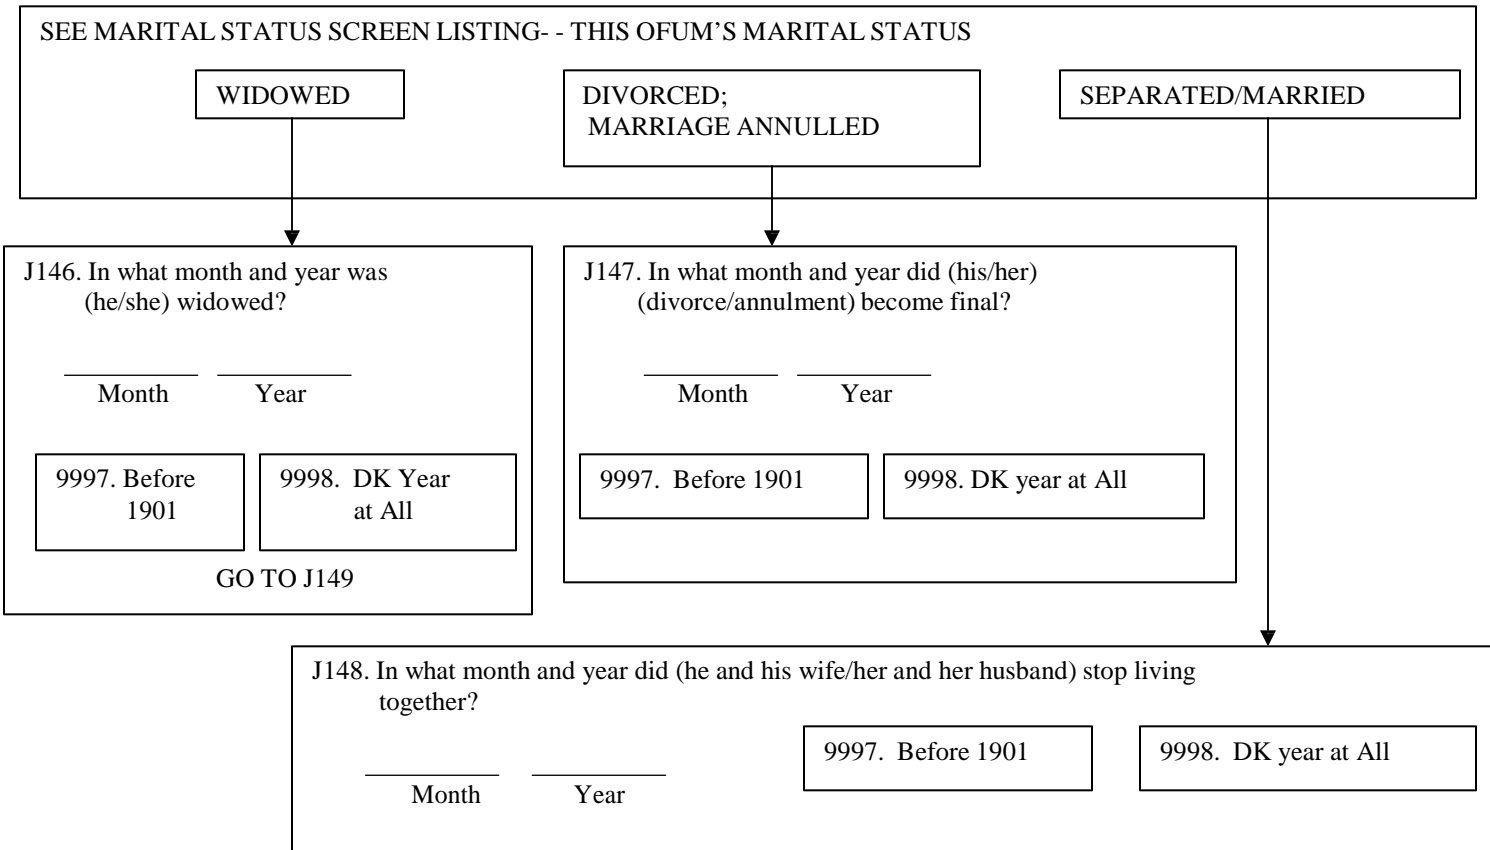 SEE MARITAL STATUS SCREEN LISTING- - THIS OFUM’S MARITAL STATUS
WIDOWED
DIVORCED;
MARRIAGE ANNULLED
SEPARATED/MARRIED
J146. In what month and year was
(he/she) widowed?
Month Year
9997. Before
1901
9998. DK Year
at All
GO TO J149
J147. In what month and year did (his/her)
(divorce/annulment) become final?
Month Year
9997. Before 1901
9998. DK year at All
J148. In what month and year did (he and his wife/her and her husband) stop living
together?
Month Year
9997. Before 1901
9998. DK year at All